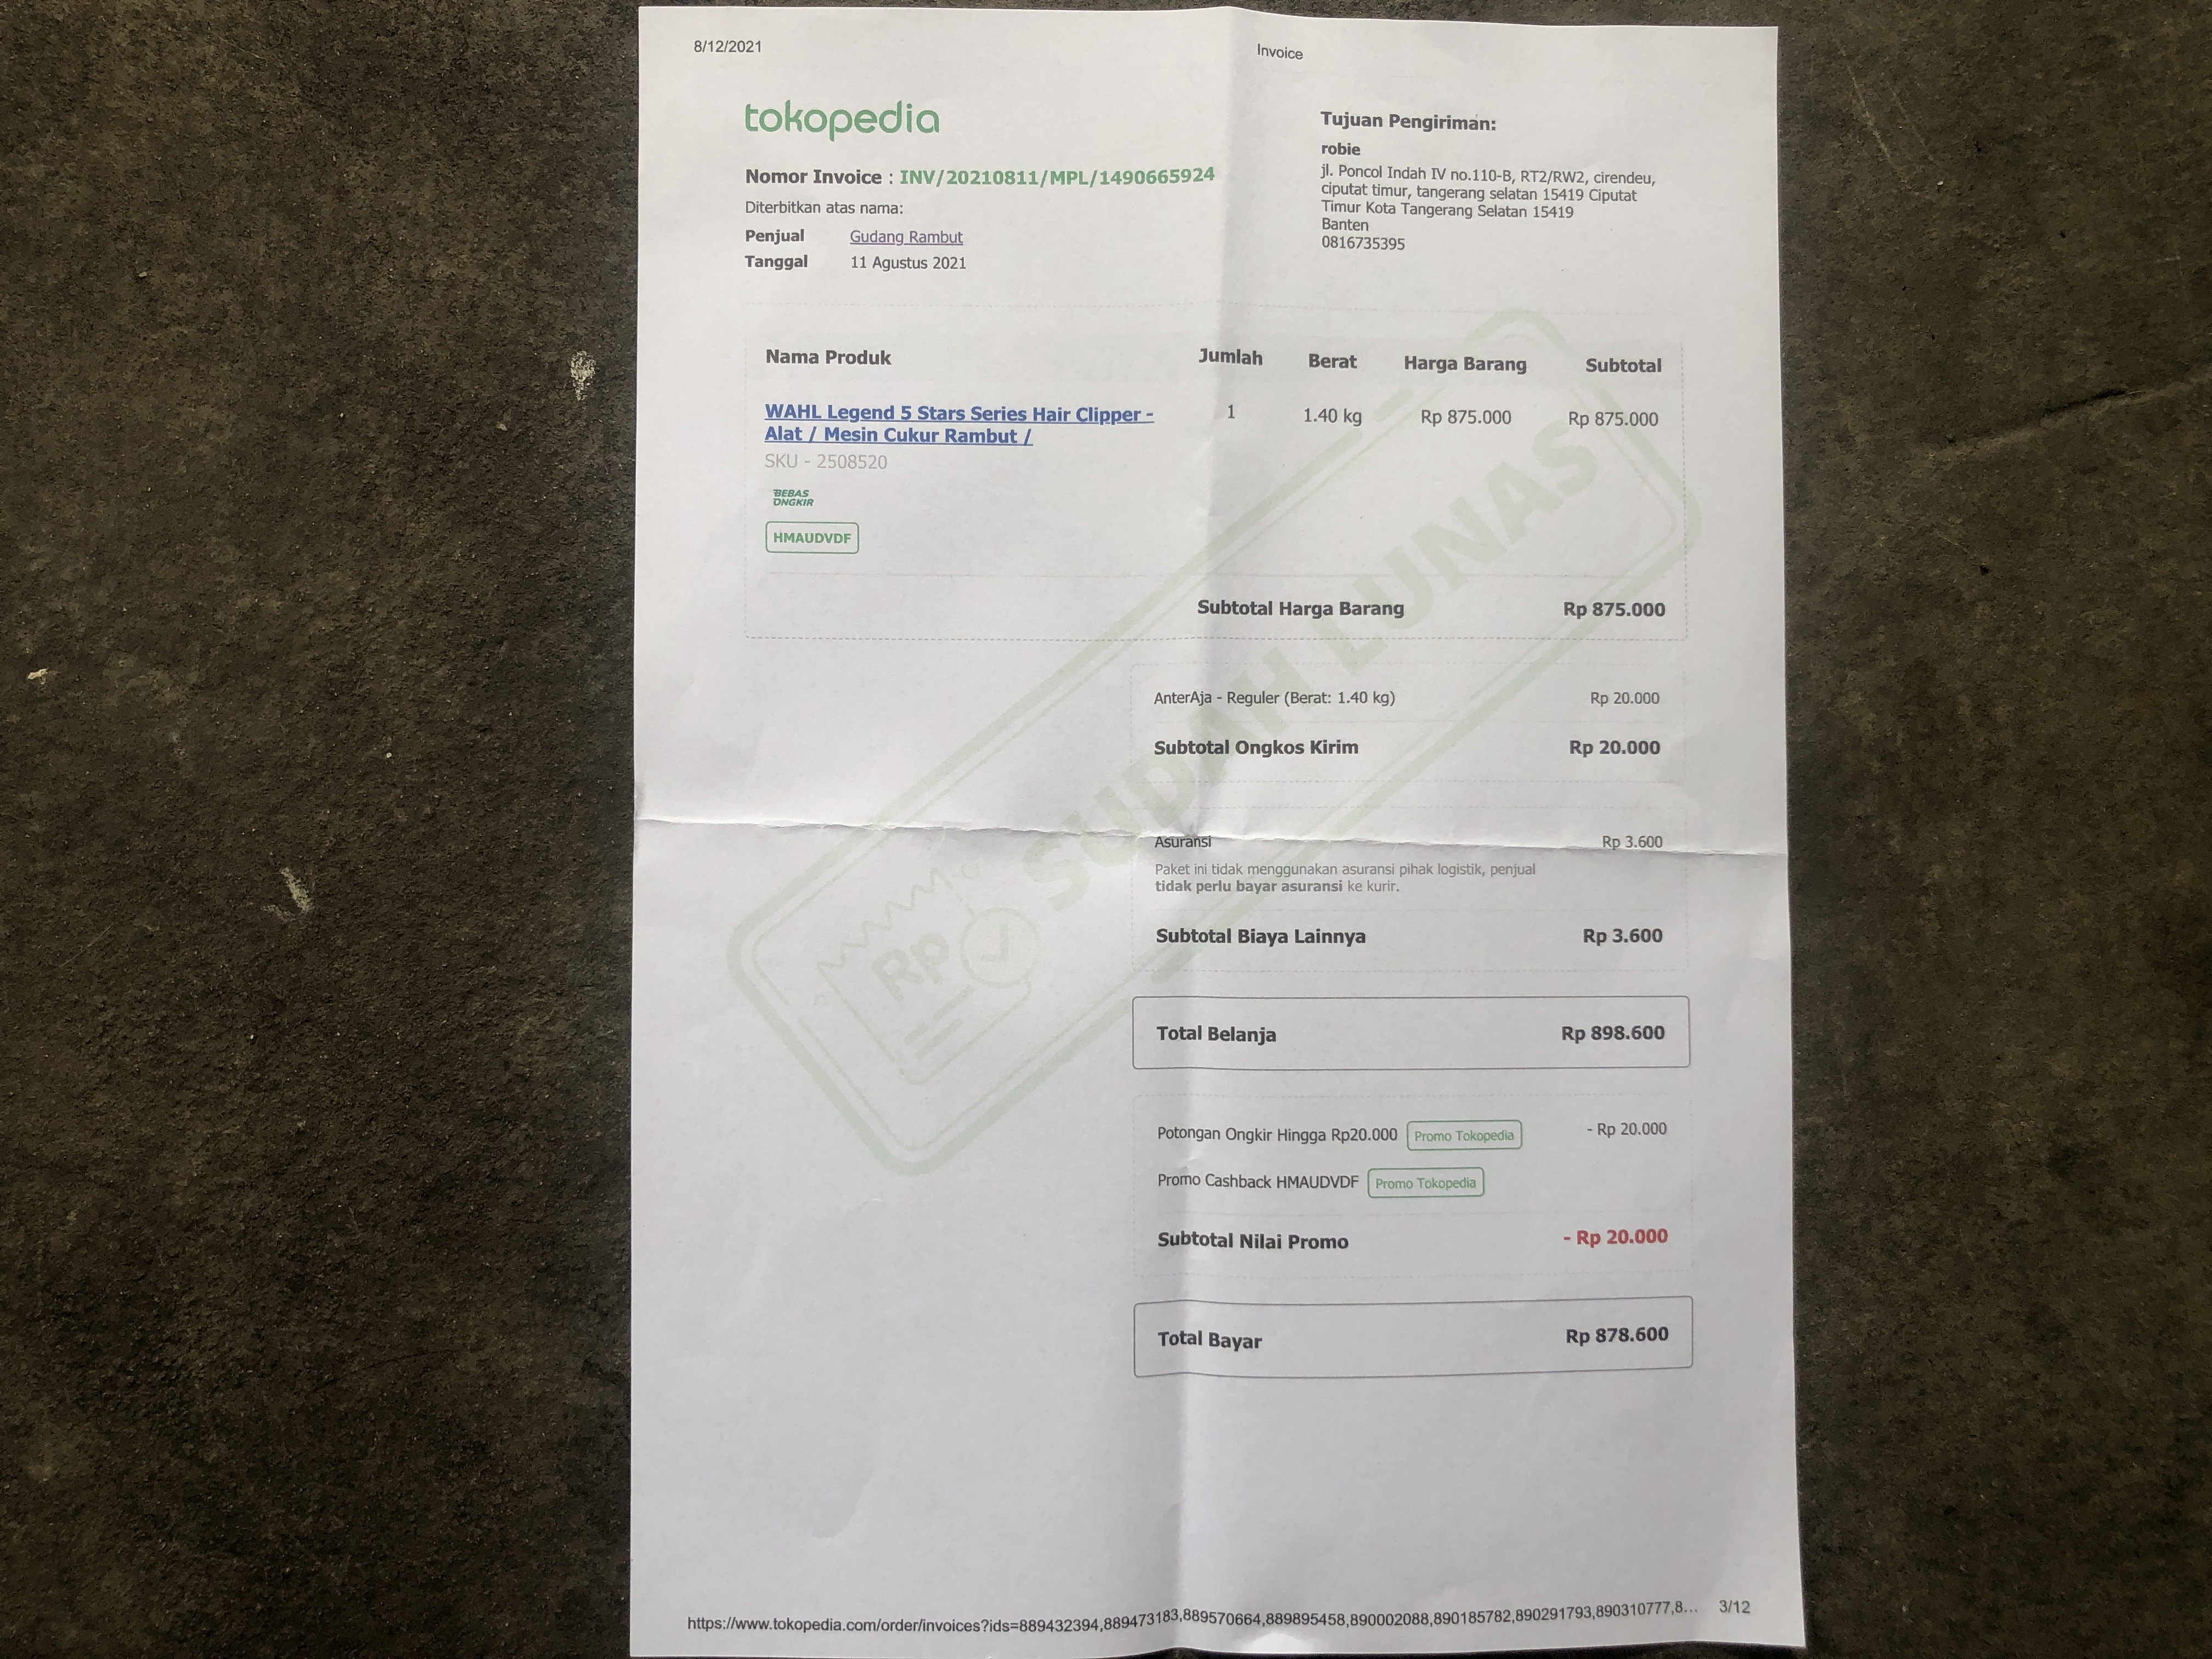 8/12/2021 Invoice
tokopedia
Nomor Invoice : INV/20210811/MPL/1490665924
Diterbitkan atas nama:
Penjual Gudang Rambut
Tanggal 11 Agustus 2021
Tujuan Pengiriman:
robie
jl. Poncol Indah IV no.110-B, RT2/RW2, cirendeu,
ciputat timur, tangerang selatan 15419 Ciputat
Timur Kota Tangerang Selatan 15419
Banten
0816735395
Nama Produk Jumlah Berat Harga Barang Subtotal
WAHL Legend 5 Stars Series Hair Clipper - 1 1.40 kg Rp 875.000 Rp 875.000
Alat / Mesin Cukur Rambut /
SKU - 2508520
BEBAS
ONGKIR
HMAUDVDF
Subtotal Harga Barang Rp 875.000
AnterAja - Reguler (Berat: 1.40 kg) Rp 20.000
Subtotal Ongkos Kirim Rp 20.000
Asuransi Rp 3.600
Paket ini tidak menggunakan asuransi pihak logistik, penjual
tidak perlu bayar asuransi ke kurir.
Subtotal Biaya Lainnya Rp 3.600
Total Belanja Rp 898.600
Potongan Ongkir Hingga Rp20.000 Promo Tokopedia - Rp 20.000
Promo Cashback HMAUDVDF Promo Tokopedia
Subtotal Nilai Promo - Rp 20.000
Total Bayar Rp 878.600
Rp SUDAH LUNAS
https://www.tokopedia.com/order/invoices?ids=889432394,889473183,889570664,889895458,890002088,890185782,890291793,890310777,8... 3/12